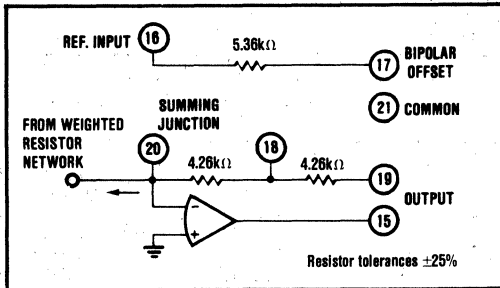 REF. INPUT
16
5.36kΩ
17
BIPOLAR
OFFSET
21
COMMON
SUMMING
JUNCTION
FROM WEIGHTED
RESISTOR
NETWORK
20
4.26kΩ
18
4.26kΩ
19
OUTPUT
15
−
+
Resistor tolerances ±25%